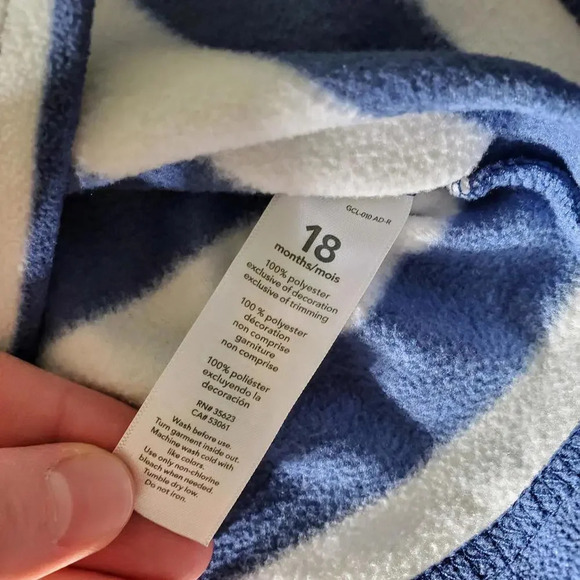 GCL-010 AD-R
18
months/mois
100% polyester
exclusive of decoration
exclusive of trimming
100 % polyester
décoration
non comprise
garniture
non comprise
100% poliéster
excluyendo la
decoración
RN# 35623
CA# 53061
Wash before use.
Turn garment inside out.
Machine wash cold with
like colors.
Use only non-chlorine
bleach when needed.
Tumble dry low.
Do not iron.